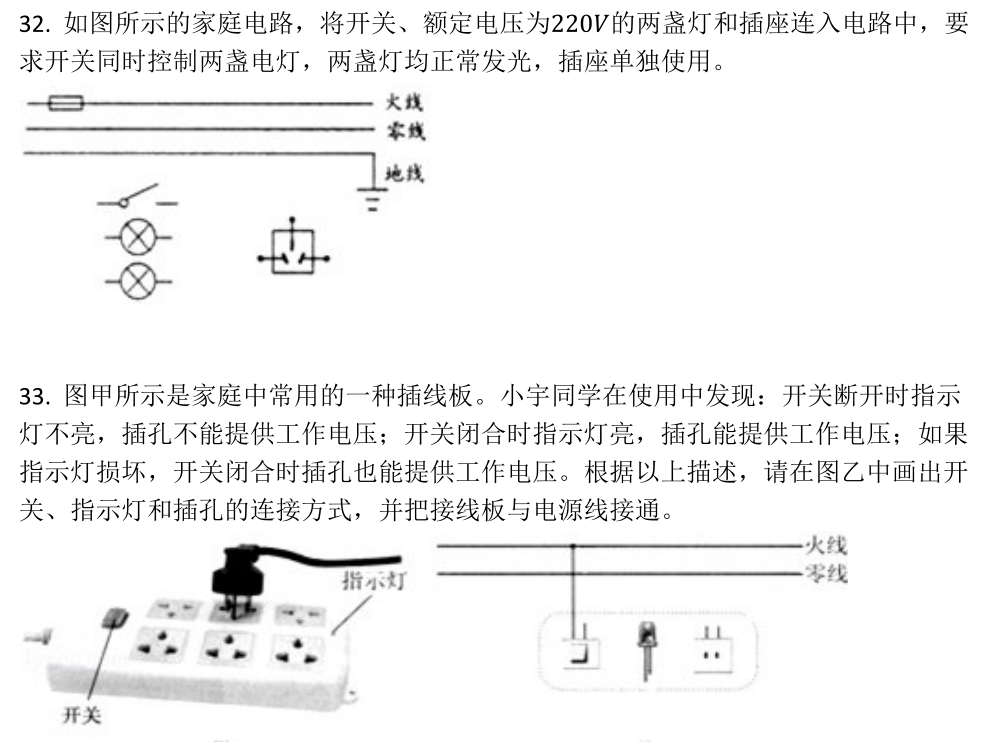 32. 如图所示的家庭电路，将开关、额定电压为220V的两盏灯和插座连入电路中，要
求开关同时控制两盏电灯，两盏灯均正常发光，插座单独使用。
火线
零线
地线
33. 图甲所示是家庭中常用的一种插线板。小宇同学在使用中发现：开关断开时指示
灯不亮，插孔不能提供工作电压；开关闭合时指示灯亮，插孔能提供工作电压；如果
指示灯损坏，开关闭合时插孔也能提供工作电压。根据以上描述，请在图乙中画出开
关、指示灯和插孔的连接方式，并把接线板与电源线接通。
指示灯
火线
零线
开关